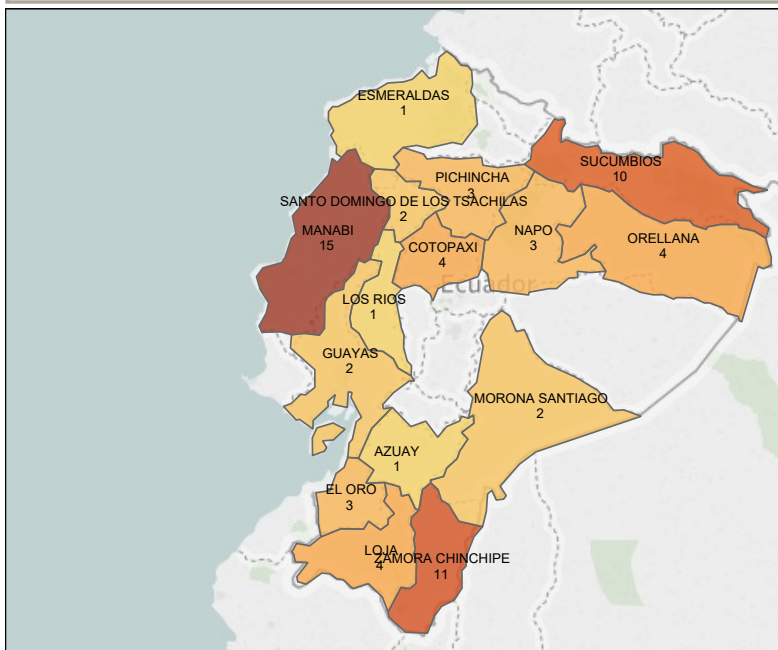 ESMERALDAS
1
SUCUMBIOS
10
PICHINCHA
3
SANTO DOMINGO DE LOS TSACHILAS
2
MANABI
15
COTOPAXI
4
NAPO
3
ORELLANA
4
Ecuador
LOS RIOS
1
GUAYAS
2
MORONA SANTIAGO
2
AZUAY
1
EL ORO
3
LOJA
4
ZAMORA CHINCHIPE
11